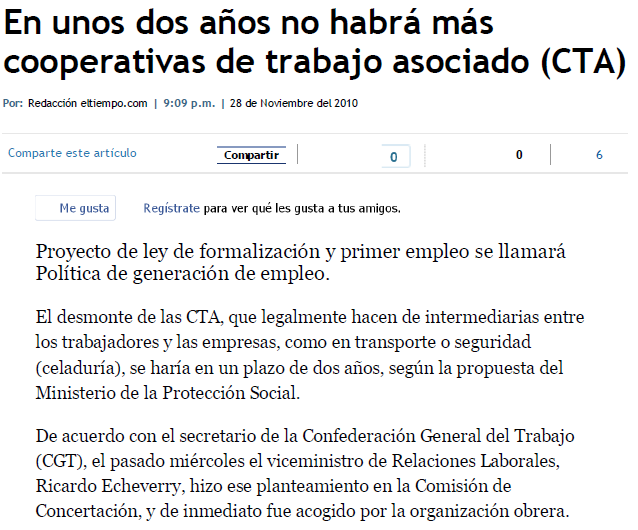 En unos dos años no habrá más
cooperativas de trabajo asociado (CTA)
Por: Redacción eltiempo.com | 9:09 p.m. | 28 de Noviembre del 2010
Comparte este artículo Compartir 0 0 6
Me gusta Regístrate para ver qué les gusta a tus amigos.
Proyecto de ley de formalización y primer empleo se llamará
Política de generación de empleo.
El desmonte de las CTA, que legalmente hacen de intermediarias entre
los trabajadores y las empresas, como en transporte o seguridad
(celaduría), se haría en un plazo de dos años, según la propuesta del
Ministerio de la Protección Social.
De acuerdo con el secretario de la Confederación General del Trabajo
(CGT), el pasado miércoles el viceministro de Relaciones Laborales,
Ricardo Echeverry, hizo ese planteamiento en la Comisión de
Concertación, y de inmediato fue acogido por la organización obrera.